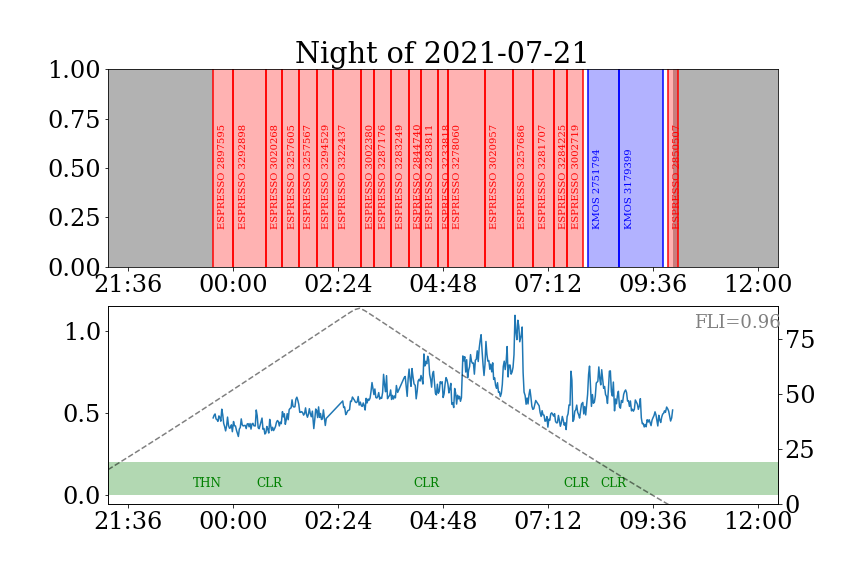 Night of 2021-07-21
1.00
0.75
0.50
0.25
0.00
ESPRESSO 2897595
ESPRESSO 3292898
ESPRESSO 3020268
ESPRESSO 3257605
ESPRESSO 3257567
ESPRESSO 3294529
ESPRESSO 3322437
ESPRESSO 3002380
ESPRESSO 3287176
ESPRESSO 3283249
ESPRESSO 2844740
ESPRESSO 3283811
ESPRESSO 3233818
ESPRESSO 3278060
ESPRESSO 3020957
ESPRESSO 3257686
ESPRESSO 3281707
ESPRESSO 3284225
ESPRESSO 3002719
KMOS 2751794
KMOS 3179399
ESPRESSO 2850507
21:36 00:00 02:24 04:48 07:12 09:36 12:00
FLI=0.96
1.0
0.5
0.0
75
50
25
0
THN CLR CLR CLR CLR
21:36 00:00 02:24 04:48 07:12 09:36 12:00